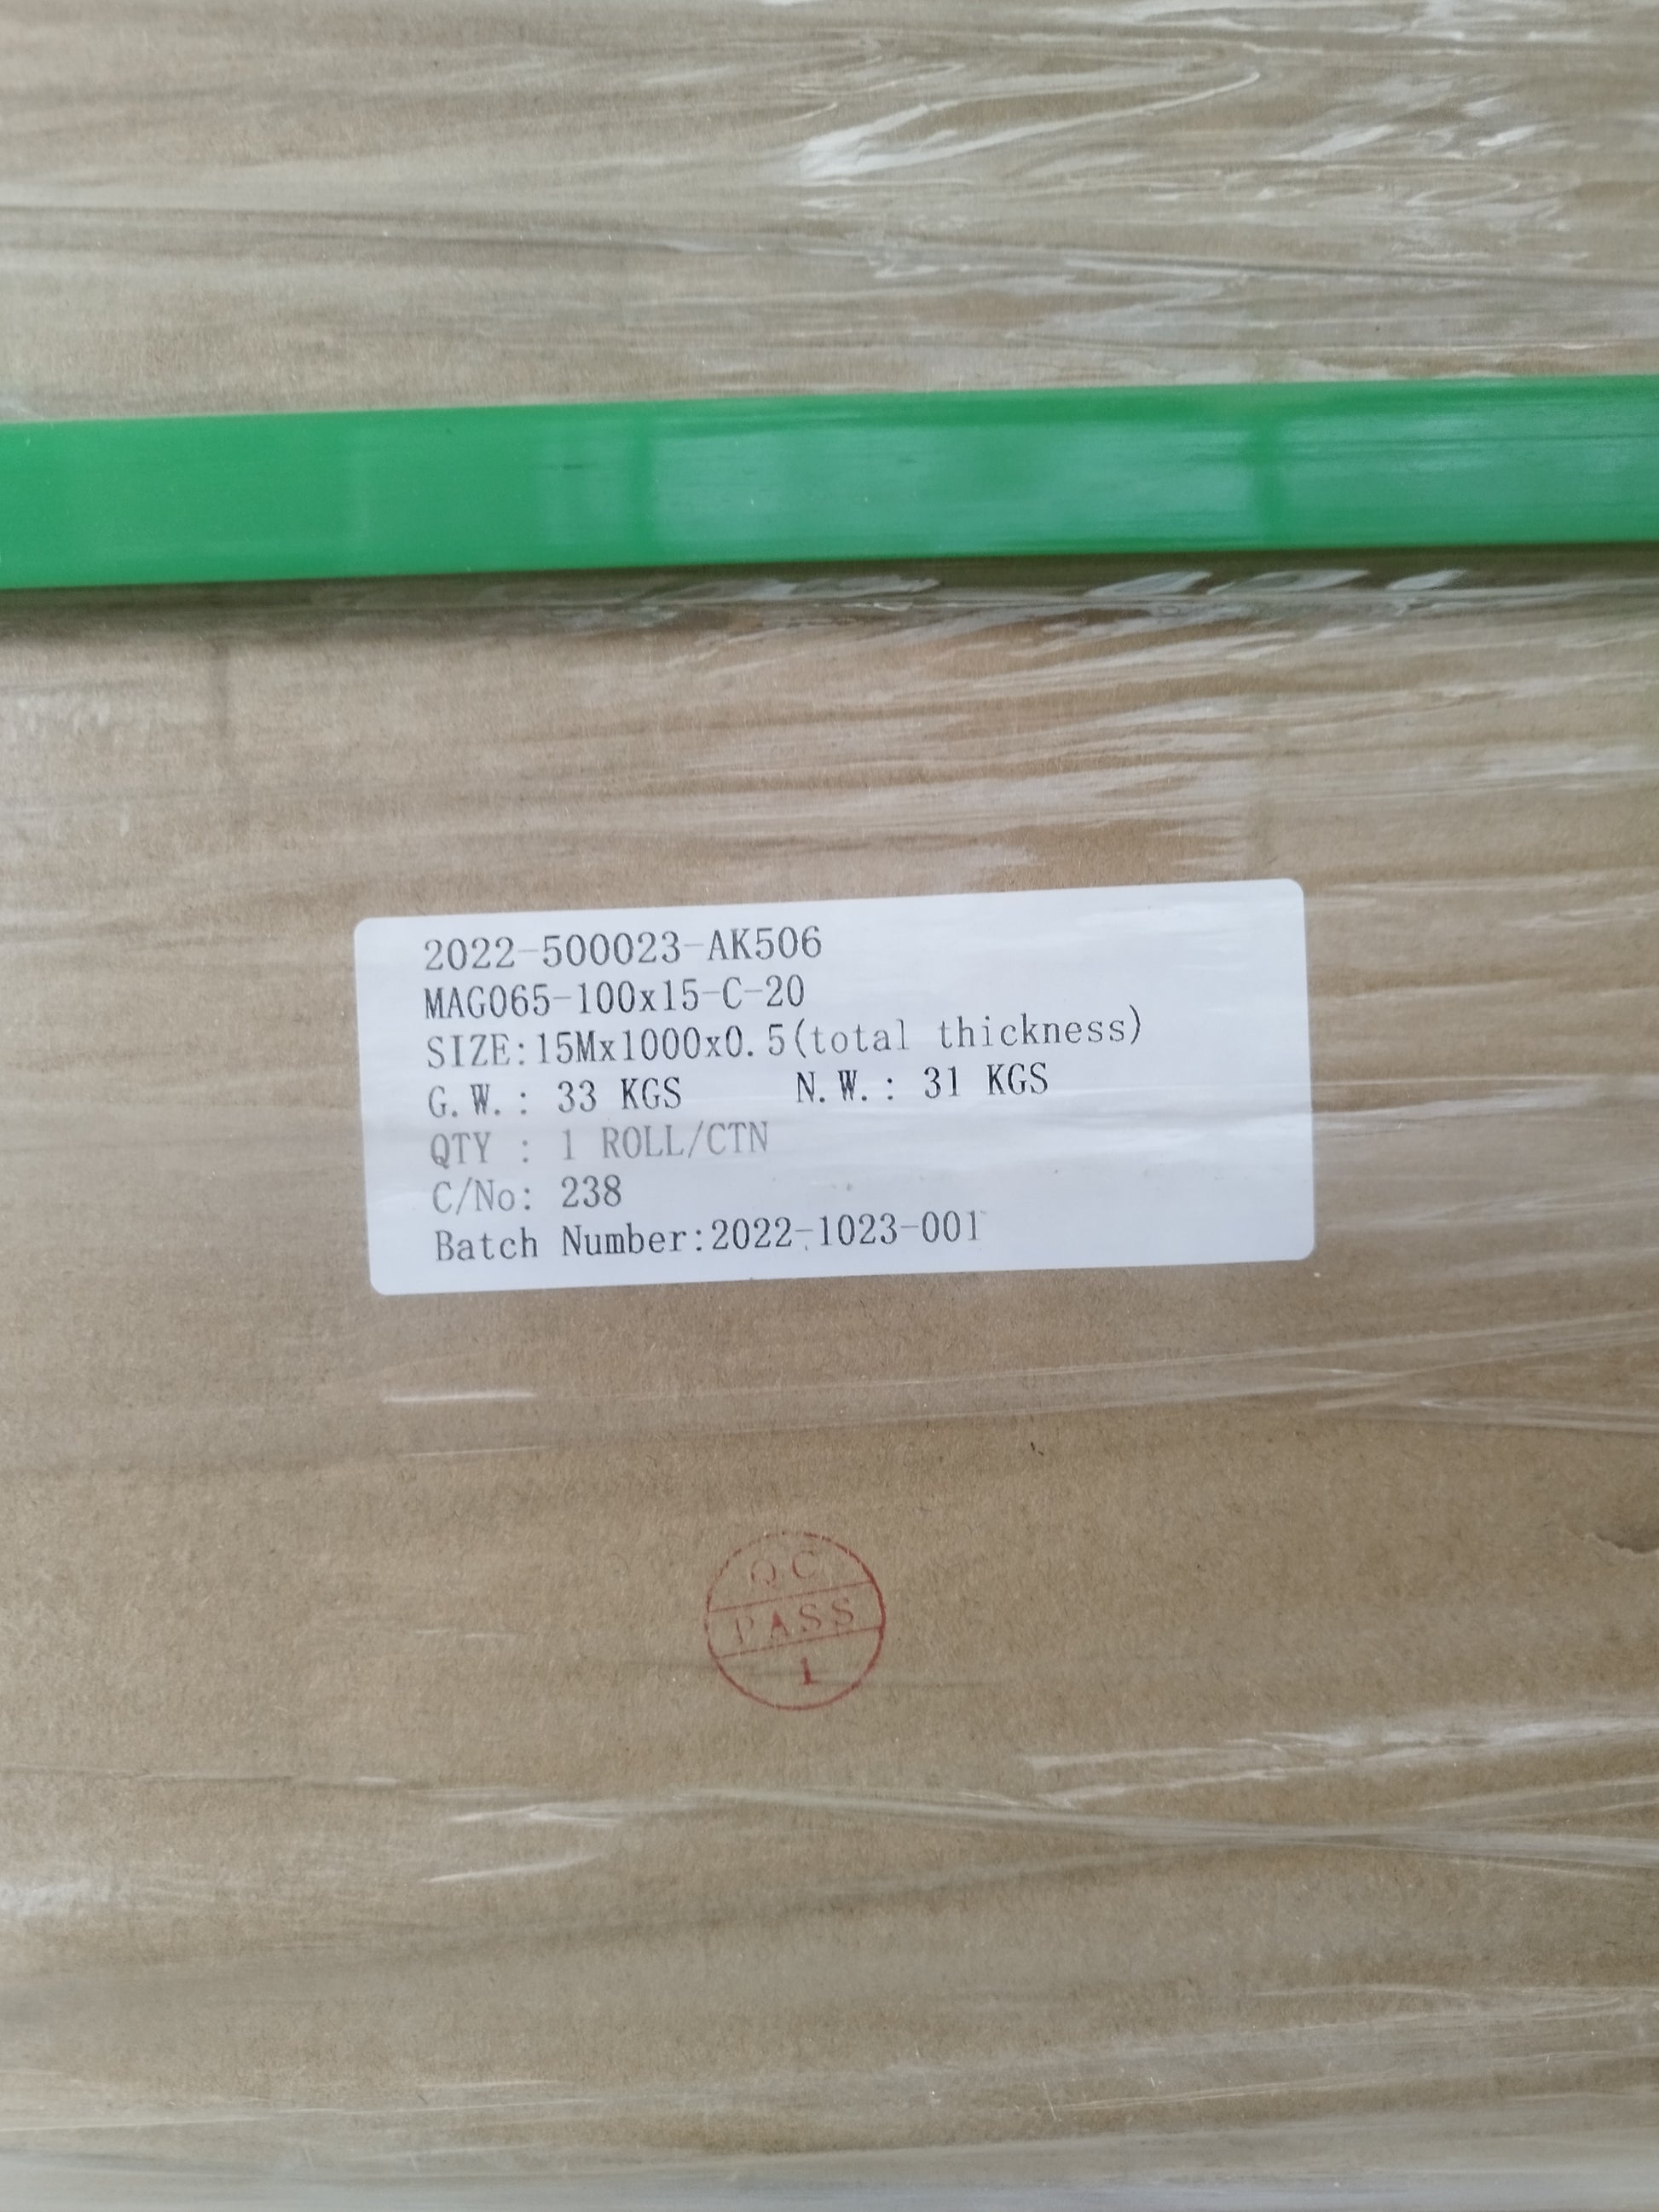 2022-500023-AK506
MAG065-100x15-C-20
SIZE:15Mx1000x0.5(total thickness)
G.W.: 33 KGS N.W.: 31 KGS
QTY : 1 ROLL/CTN
C/No: 238
Batch Number:2022-1023-001
QC
PASS
1